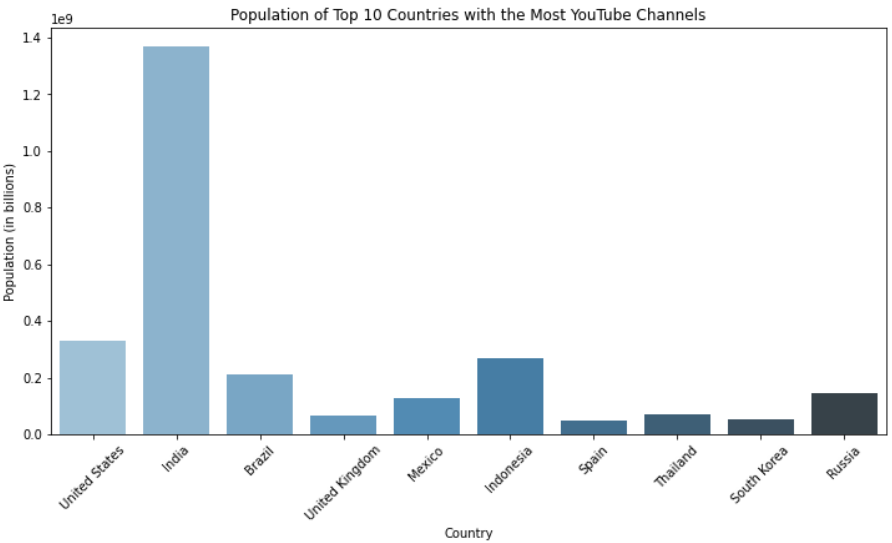 Population of Top 10 Countries with the Most YouTube Channels
1e9
1.4
1.2
1.0
0.8
0.6
0.4
0.2
0.0
Population (in billions)
United States
India
Brazil
United Kingdom
Mexico
Indonesia
Spain
Thailand
South Korea
Russia
Country